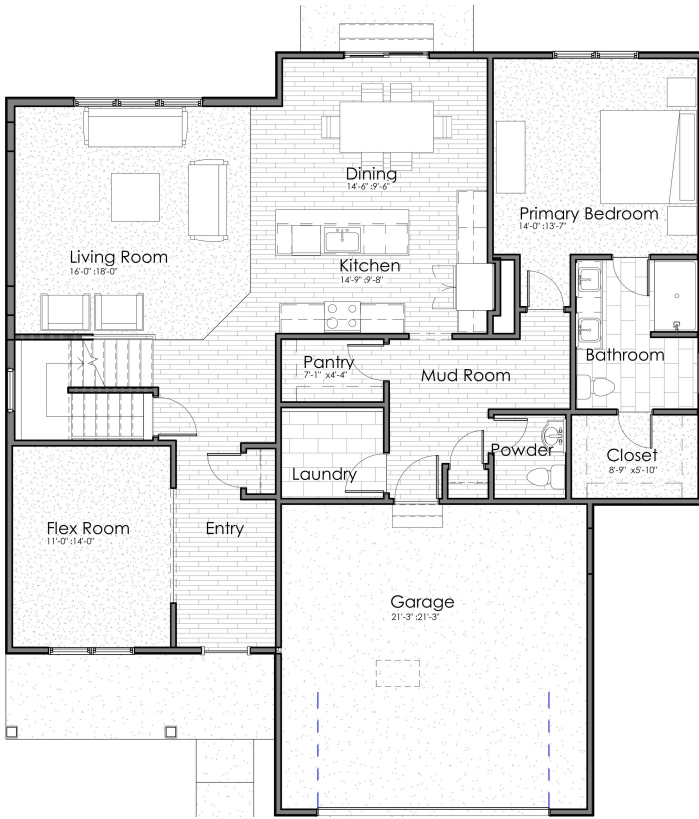 Dining
14'-6" :9'-6"
Primary Bedroom
14'-0" :13'-7"
Living Room
16'-0" :18'-0"
Kitchen
14'-9" :9'-8"
Pantry
7'-1" x4'-4"
Mud Room
Bathroom
Laundry
Powder
Closet
8'-9" x5'-10"
Flex Room
11'-0" :14'-0"
Entry
Garage
21'-3" :21'-3"